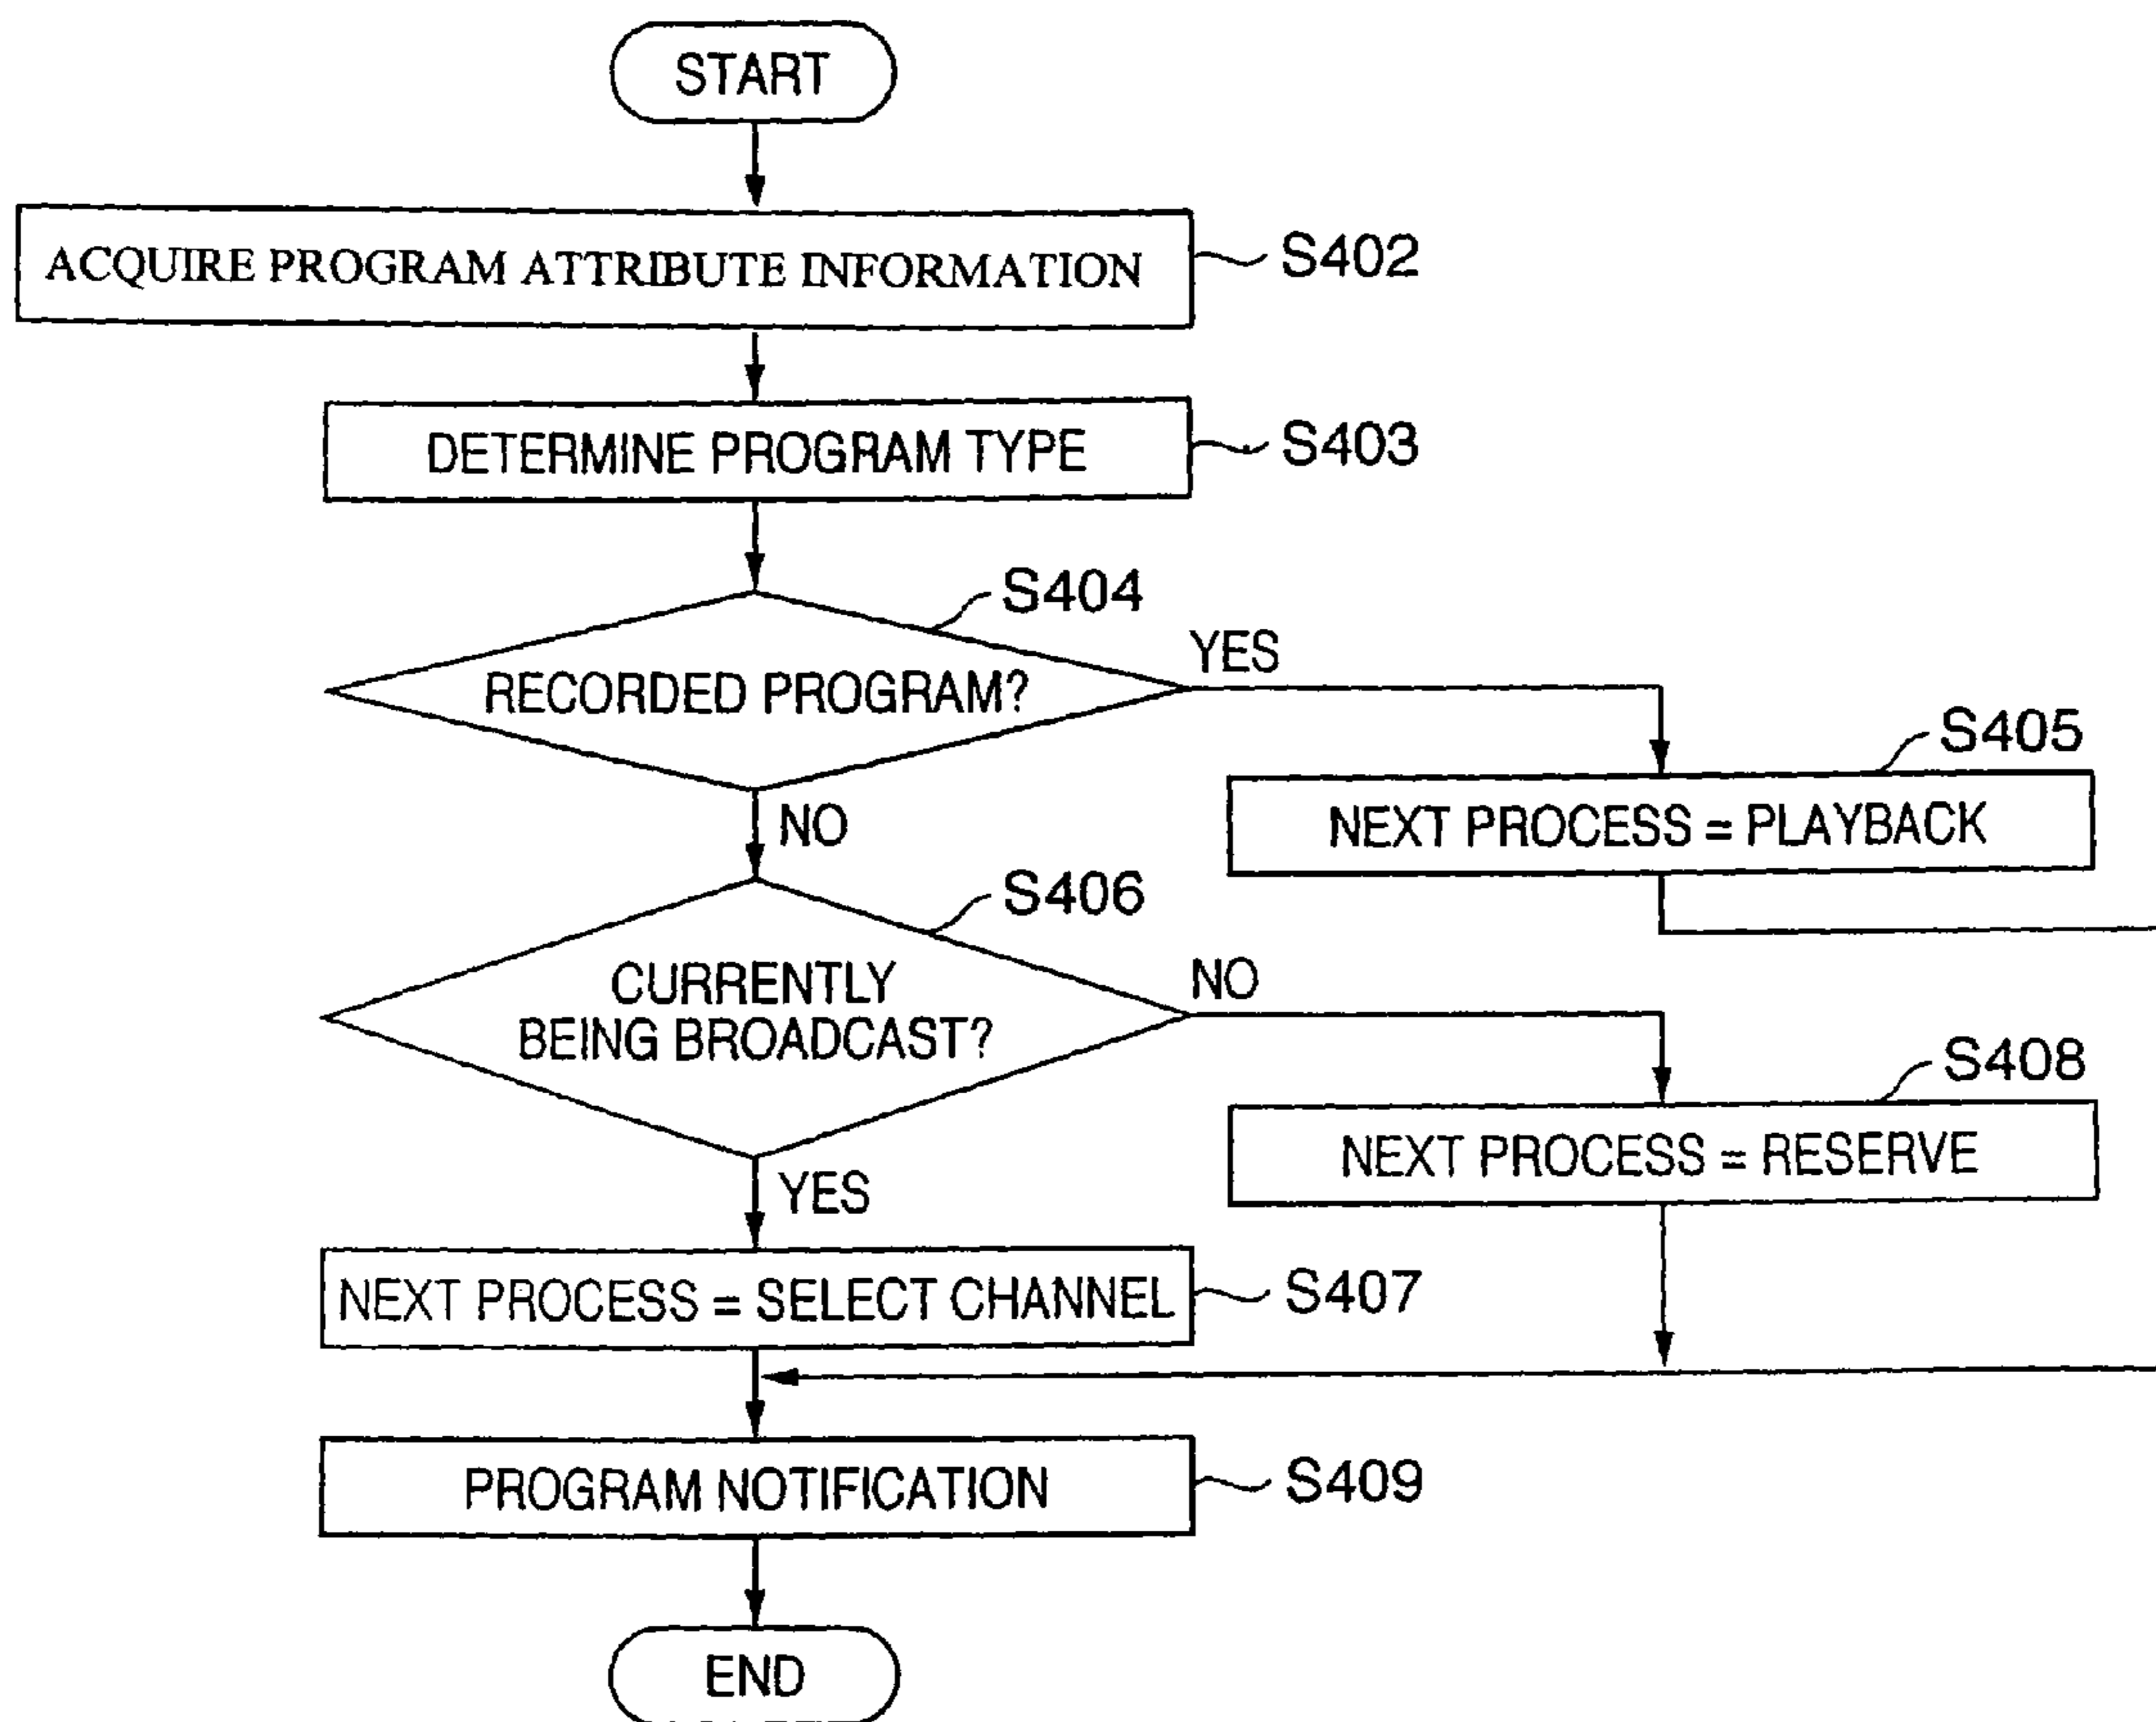 START
ACQUIRE PROGRAM ATTRIBUTE INFORMATION
S402
DETERMINE PROGRAM TYPE
S403
S404
RECORDED PROGRAM?
YES
S405
NEXT PROCESS = PLAYBACK
NO
S406
CURRENTLY
BEING BROADCAST?
NO
S408
NEXT PROCESS = RESERVE
YES
NEXT PROCESS = SELECT CHANNEL
S407
PROGRAM NOTIFICATION
S409
END